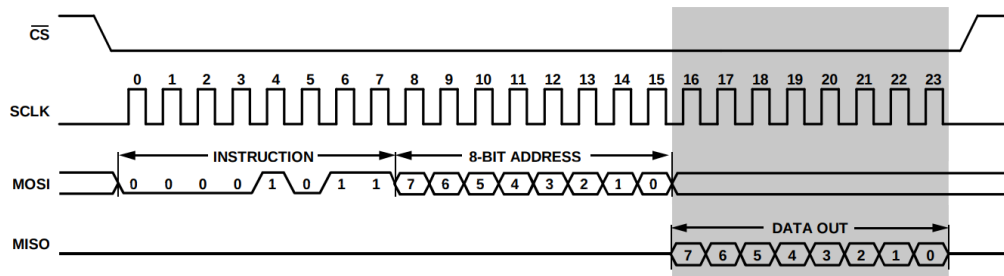 CS
0 1 2 3 4 5 6 7 8 9 10 11 12 13 14 15 16 17 18 19 20 21 22 23
SCLK
INSTRUCTION 8-BIT ADDRESS
MOSI 0 0 0 0 1 0 1 1 7 6 5 4 3 2 1 0
DATA OUT
MISO
7 6 5 4 3 2 1 0